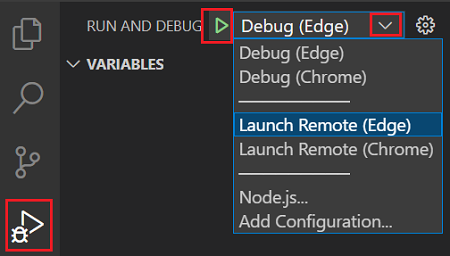 RUN AND DEBUG
Debug (Edge)
VARIABLES
Debug (Edge)
Debug (Chrome)
Launch Remote (Edge)
Launch Remote (Chrome)
Node.js...
Add Configuration...